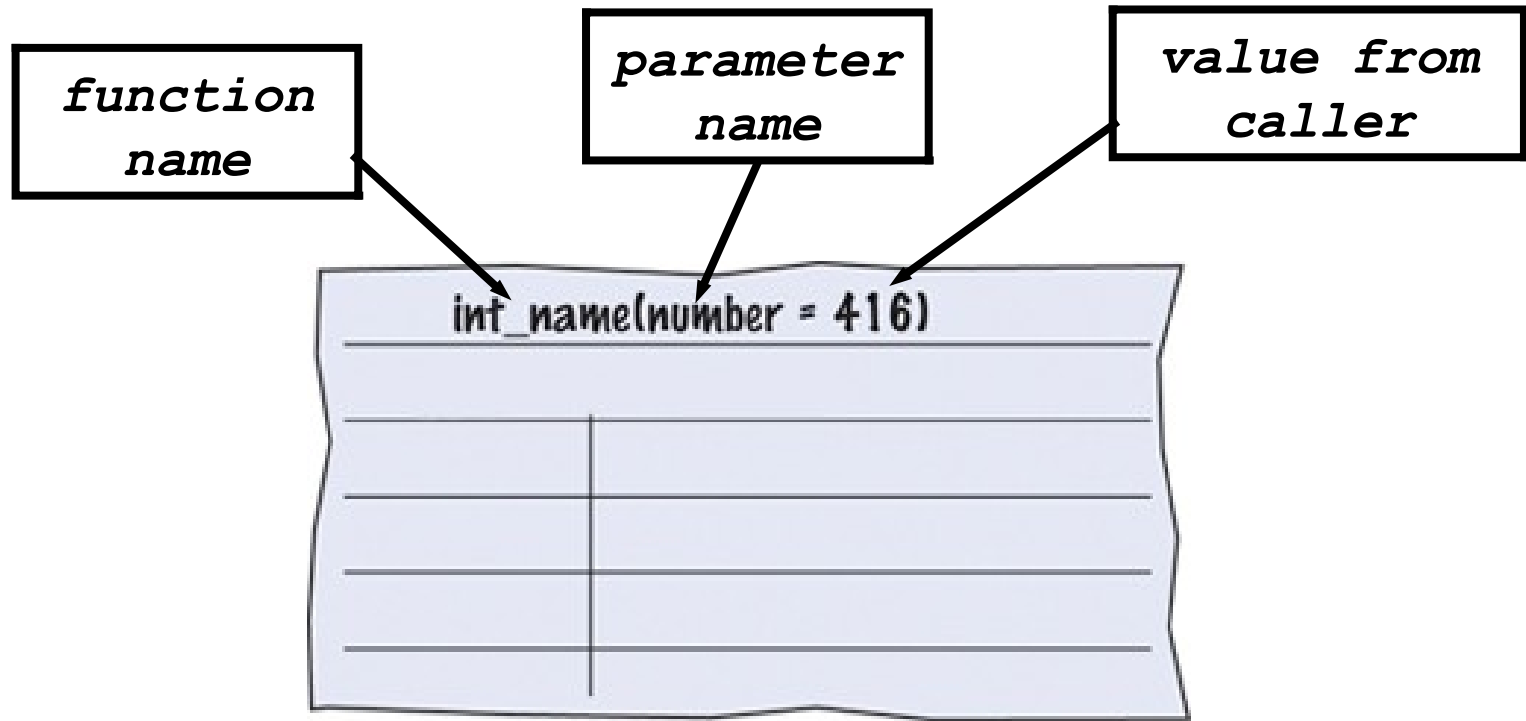 function
name
parameter
name
value from
caller
int_name(number = 416)